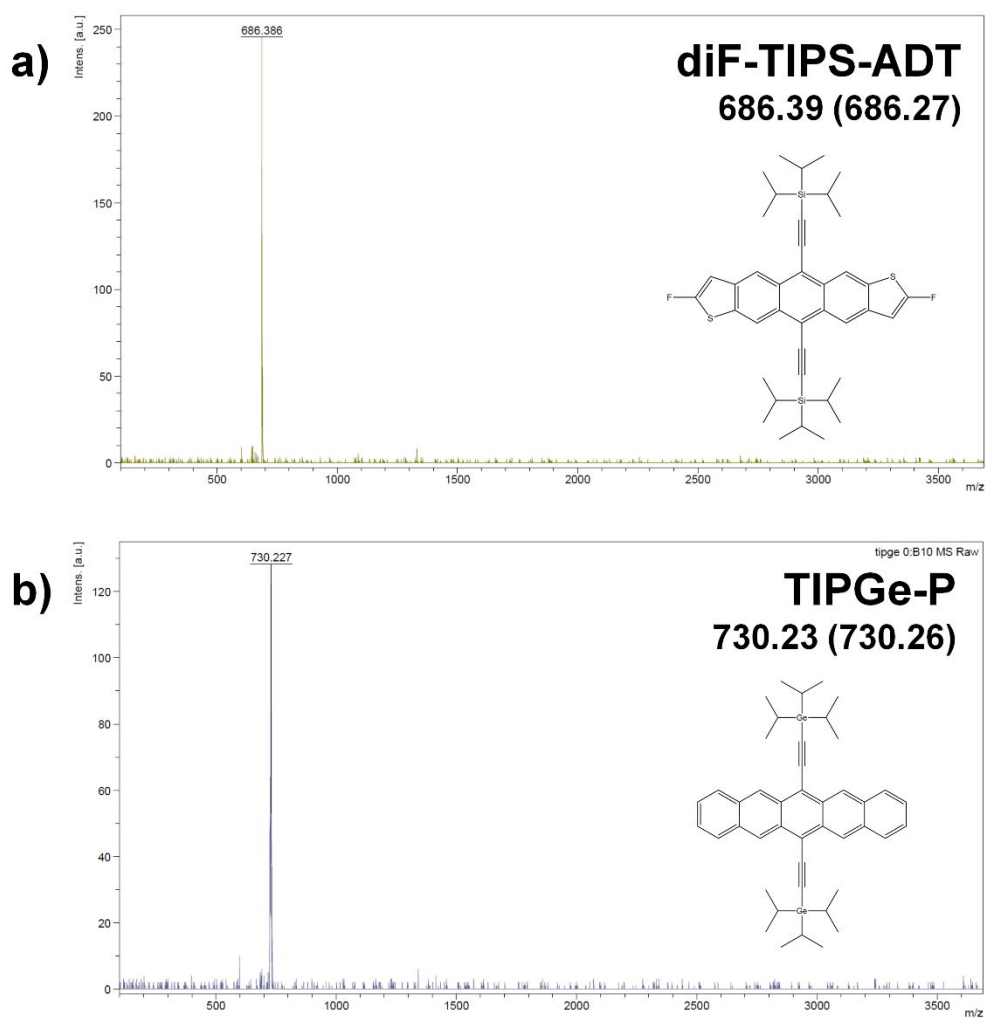 a)
Intens. [a.u.]
686.386
diF-TIPS-ADT
686.39 (686.27)
250
200
150
100
50
0
Si
S
F
F
S
Si
500
1000
1500
2000
2500
3000
3500
m/z
b)
Intens. [a.u.]
730.227
tipge 0:B10 MS Raw
TIPGe-P
730.23 (730.26)
120
100
80
60
40
20
0
Ge
Ge
500
1000
1500
2000
2500
3000
3500
m/z